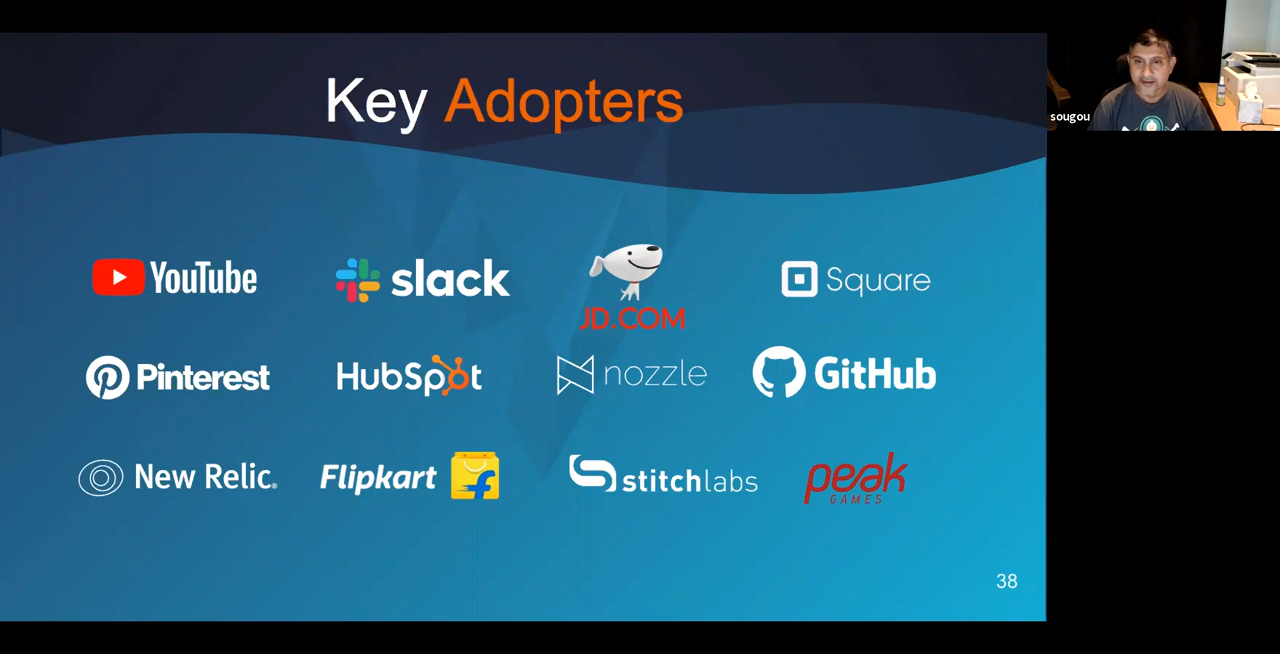 Key Adopters
sougou
YouTube
slack
JD.COM
Square
Pinterest
HubSpot
nozzle
GitHub
New Relic.
Flipkart
stitchlabs
peak
GAMES
38